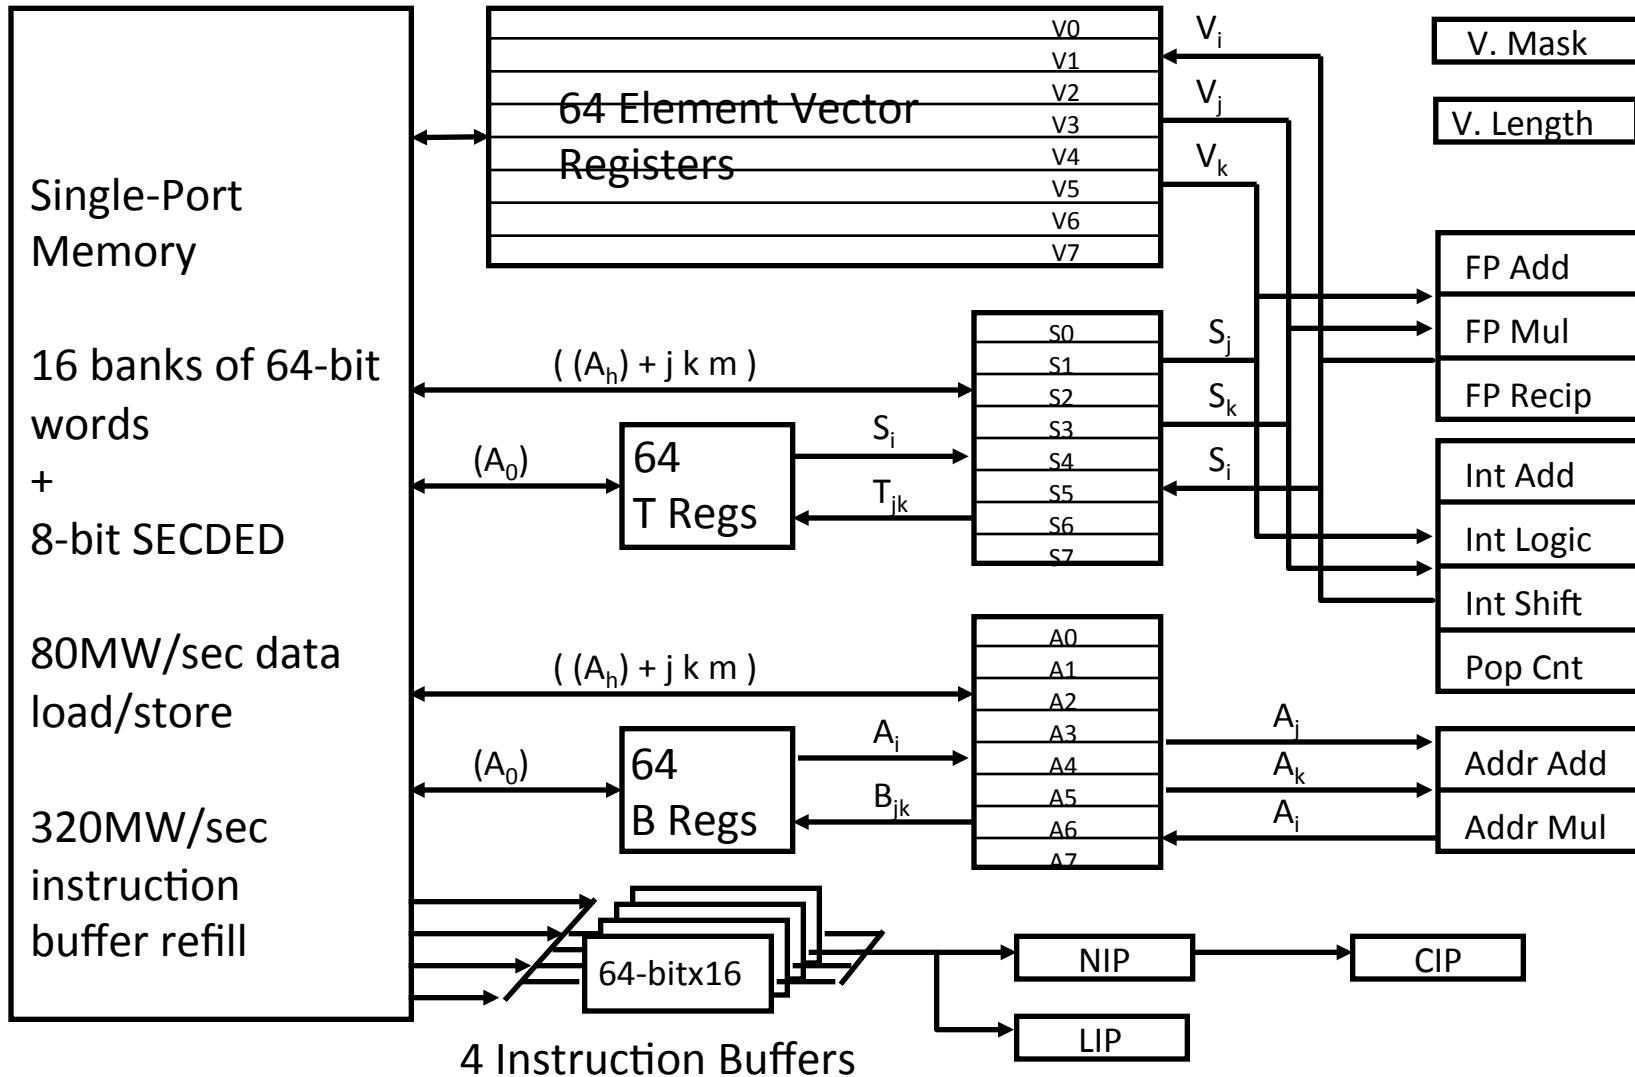 Single-Port
Memory
16 banks of 64-bit
words
+
8-bit SECDED
80MW/sec data
load/store
320MW/sec
instruction
buffer refill
V0
V1
V2
V3
V4
V5
V6
V7
64 Element Vector
Registers
Vi
Vj
Vk
V. Mask
V. Length
FP Add
FP Mul
FP Recip
( (Ah) + j k m )
(A0)
64
T Regs
Si
Tjk
S0
S1
S2
S3
S4
S5
S6
S7
Sj
Sk
Si
Int Add
Int Logic
Int Shift
Pop Cnt
( (Ah) + j k m )
(A0)
64
B Regs
Ai
Bjk
A0
A1
A2
A3
A4
A5
A6
A7
Aj
Ak
Ai
Addr Add
Addr Mul
64-bitx16
4 Instruction Buffers
NIP
CIP
LIP